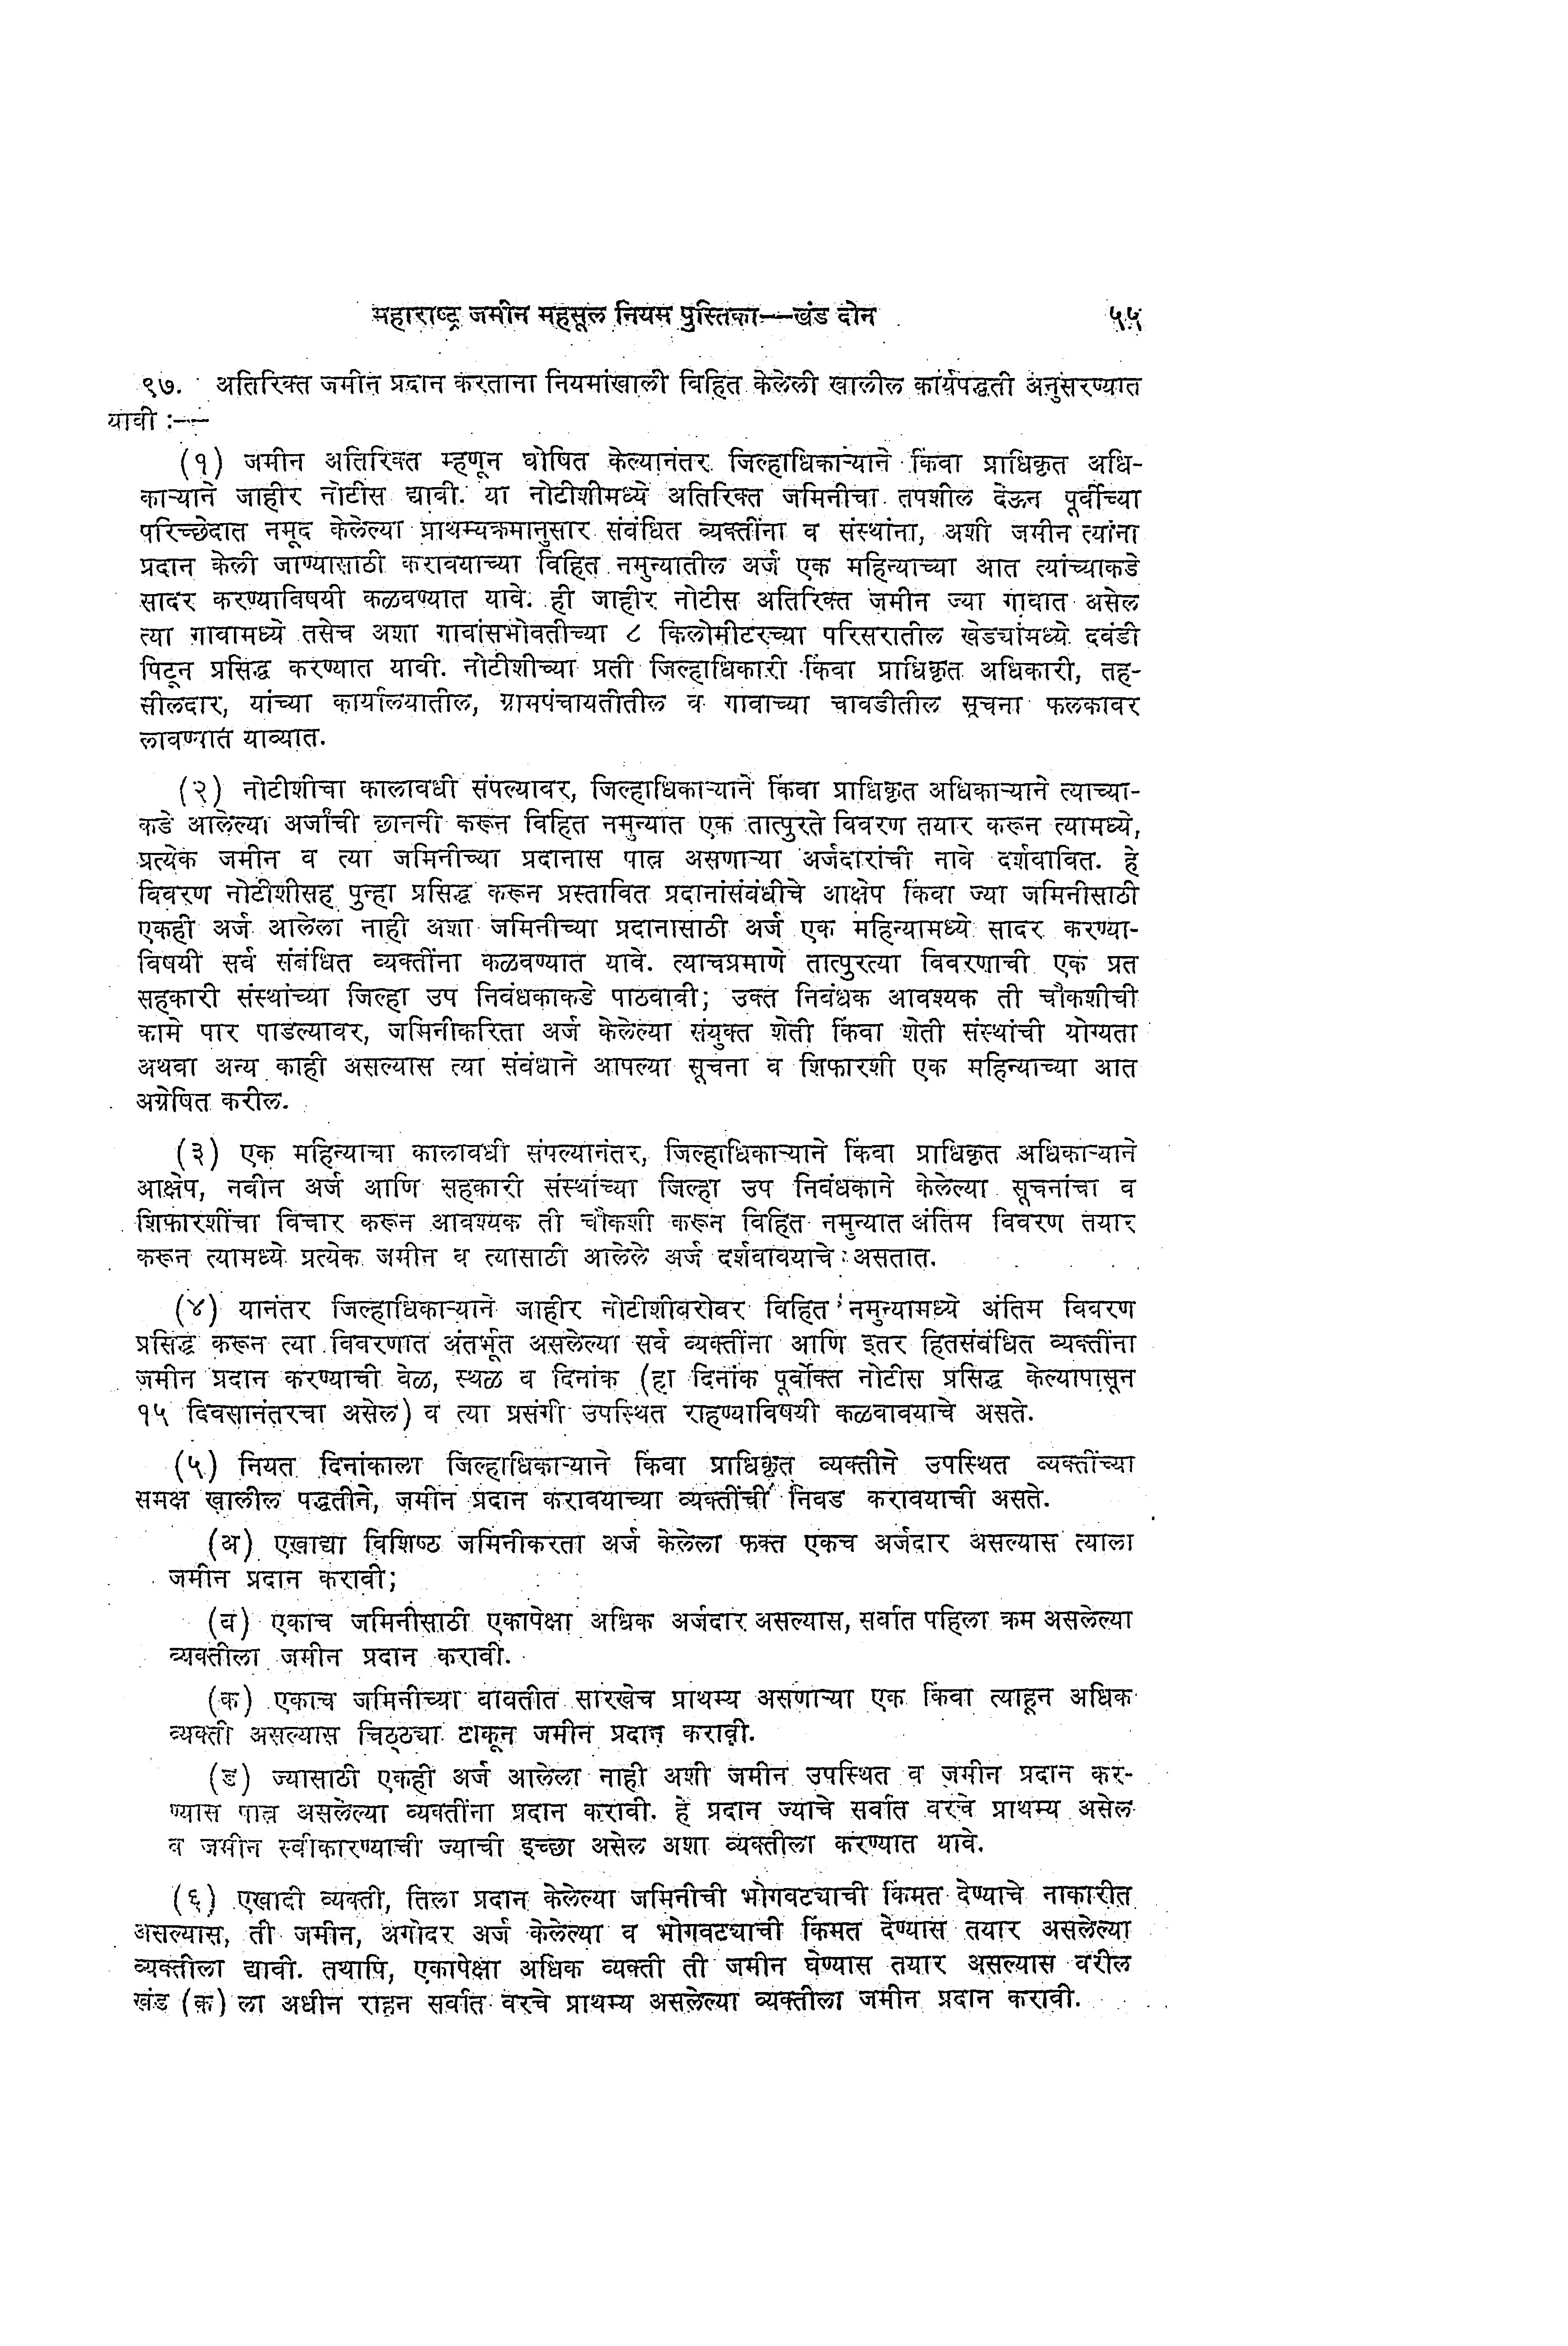 महाराष्ट्र जमीन महसूल नियम पुस्तिका——खंड दोन ५५
९७. अतिरिक्त जमीन प्रदान करताना नियमांखाली विहित केलेली खालील कार्यपद्धती अनुसरण्यात
यावी :——
(१) जमीन अतिरिक्त म्हणून घोषित केल्यानंतर जिल्हाधिकाऱ्याने किंवा प्राधिकृत अधि-
काऱ्याने जाहीर नोटीस द्यावी. या नोटीशीमध्ये अतिरिक्त जमिनीचा तपशील देऊन पूर्वीच्या
परिच्छेदात नमूद केलेल्या प्राथम्यक्रमानुसार संबंधित व्यक्तींना व संस्थांना, अशी जमीन त्यांना
प्रदान केली जाण्यासाठी करावयाच्या विहित नमुन्यातील अर्ज एक महिन्याच्या आत त्यांच्याकडे
सादर करण्याविषयी कळवण्यात यावे. ही जाहीर नोटीस अतिरिक्त जमीन ज्या गावात असेल
त्या गावामध्ये तसेच अशा गावांसभोवतीच्या ८ किलोमीटरच्या परिसरातील खेड्यांमध्ये दवंडी
पिटून प्रसिद्ध करण्यात यावी. नोटीशीच्या प्रती जिल्हाधिकारी किंवा प्राधिकृत अधिकारी, तह-
सीलदार, यांच्या कार्यालयातील, ग्रामपंचायतीतील व गावाच्या चावडीतील सूचना फलकावर
लावण्यात याव्यात.
(२) नोटीशीचा कालावधी संपल्यावर, जिल्हाधिकाऱ्याने किंवा प्राधिकृत अधिकाऱ्याने त्याच्या-
कडे आलेल्या अर्जांची छाननी करून विहित नमुन्यात एक तात्पुरते विवरण तयार करून त्यामध्ये,
प्रत्येक जमीन व त्या जमिनीच्या प्रदानास पात्र असणाऱ्या अर्जदारांची नावे दर्शवावित. हे
विवरण नोटीशीसह पुन्हा प्रसिद्ध करून प्रस्तावित प्रदानांसंबंधीचे आक्षेप किंवा ज्या जमिनीसाठी
एकही अर्ज आलेला नाही अशा जमिनीच्या प्रदानासाठी अर्ज एक महिन्यामध्ये सादर करण्या-
विषयी सर्व संबंधित व्यक्तींना कळवण्यात यावे. त्याचप्रमाणे तात्पुरत्या विवरणाची एक प्रत
सहकारी संस्थांच्या जिल्हा उप निबंधकाकडे पाठवावी; उक्त निबंधक आवश्यक ती चौकशीची
कामे पार पाडल्यावर, जमिनीकरिता अर्ज केलेल्या संयुक्त शेती किंवा शेती संस्थांची योग्यता
अथवा अन्य काही असल्यास त्या संबंधाने आपल्या सूचना व शिफारशी एक महिन्याच्या आत
अग्रेषित करील.
(३) एक महिन्याचा कालावधी संपल्यानंतर, जिल्हाधिकाऱ्याने किंवा प्राधिकृत अधिकाऱ्याने
आक्षेप, नवीन अर्ज आणि सहकारी संस्थांच्या जिल्हा उप निबंधकाने केलेल्या सूचनांचा व
शिफारशींचा विचार करून आवश्यक ती चौकशी करून विहित नमुन्यात अंतिम विवरण तयार
करून त्यामध्ये प्रत्येक जमीन व त्यासाठी आलेले अर्ज दर्शवावयाचे असतात.
(४) यानंतर जिल्हाधिकाऱ्याने जाहीर नोटीशीबरोबर विहित नमुन्यामध्ये अंतिम विवरण
प्रसिद्ध करून त्या विवरणात अंतर्भूत असलेल्या सर्व व्यक्तींना आणि इतर हितसंबंधित व्यक्तींना
जमीन प्रदान करण्याची वेळ, स्थळ व दिनांक (हा दिनांक पूर्वोक्त नोटीस प्रसिद्ध केल्यापासून
१५ दिवसानंतरचा असेल) व त्या प्रसंगी उपस्थित राहण्याविषयी कळवावयाचे असते.
(५) नियत दिनांकाला जिल्हाधिकाऱ्याने किंवा प्राधिकृत व्यक्तीने उपस्थित व्यक्तींच्या
समक्ष खालील पद्धतीने, जमीन प्रदान करावयाच्या व्यक्तींची निवड करावयाची असते.
(अ) एखाद्या विशिष्ठ जमिनीकरता अर्ज केलेला फक्त एकच अर्जदार असल्यास त्याला
जमीन प्रदान करावी;
(ब) एकाच जमिनीसाठी एकापेक्षा अधिक अर्जदार असल्यास, सर्वात पहिला क्रम असलेल्या
व्यक्तीला जमीन प्रदान करावी.
(क) एकाच जमिनीच्या बाबतीत सारखेच प्राथम्य असणाऱ्या एक किंवा त्याहून अधिक
व्यक्ती असल्यास चिठ्ठ्या टाकून जमीन प्रदान करावी.
(ड) ज्यासाठी एकही अर्ज आलेला नाही अशी जमीन उपस्थित व जमीन प्रदान कर-
ण्यास पात्र असलेल्या व्यक्तींना प्रदान करावी. हे प्रदान ज्याचे सर्वात वरचे प्राथम्य असेल
व जमीन स्वीकारण्याची ज्याची इच्छा असेल अशा व्यक्तीला करण्यात यावे.
(६) एखादी व्यक्ती, तिला प्रदान केलेल्या जमिनीची भोगवट्याची किंमत देण्याचे नाकारीत
असल्यास, ती जमीन, अगोदर अर्ज केलेल्या व भोगवट्याची किंमत देण्यास तयार असलेल्या
व्यक्तीला द्यावी. तथापि, एकापेक्षा अधिक व्यक्ती ती जमीन घेण्यास तयार असल्यास वरील
खंड (क) ला अधीन राहन सर्वात वरचे प्राथम्य असलेल्या व्यक्तीला जमीन प्रदान करावी.